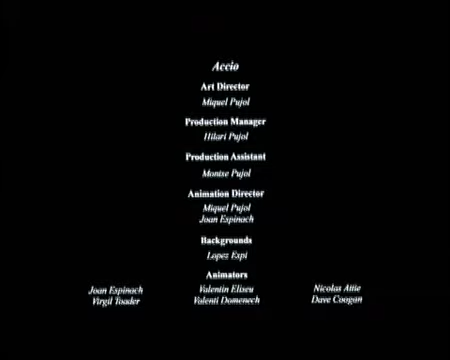 Accio
Art Director
Miquel Pujol
Production Manager
Hilari Pujol
Production Assistant
Montse Pujol
Animation Director
Miquel Pujol
Joan Espinach
Backgrounds
Lopez Espi
Animators
Joan Espinach Valentin Eliseu Nicolas Attie
Virgil Toader Valenti Domenech Dave Coogan